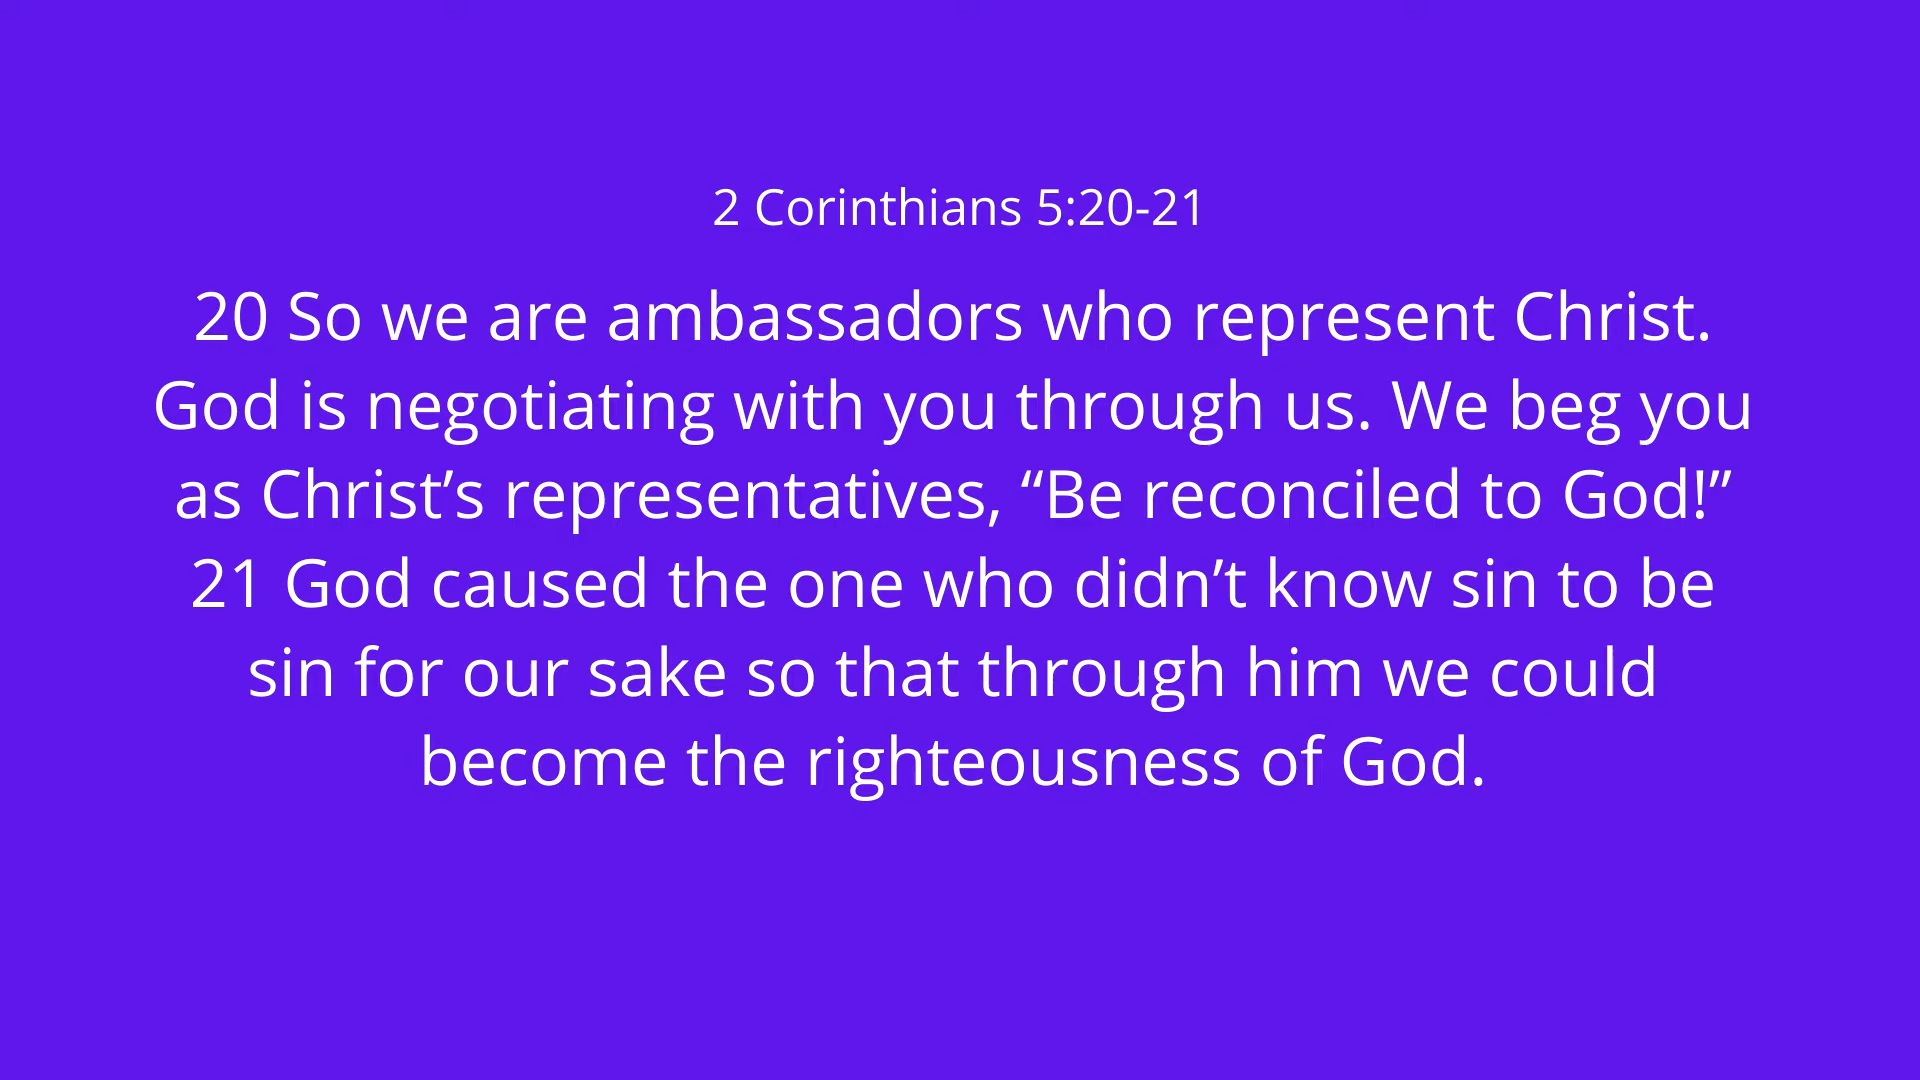 2 Corinthians 5:20-21
20 So we are ambassadors who represent Christ.
God is negotiating with you through us. We beg you
as Christ’s representatives, “Be reconciled to God!”
21 God caused the one who didn’t know sin to be
sin for our sake so that through him we could
become the righteousness of God.